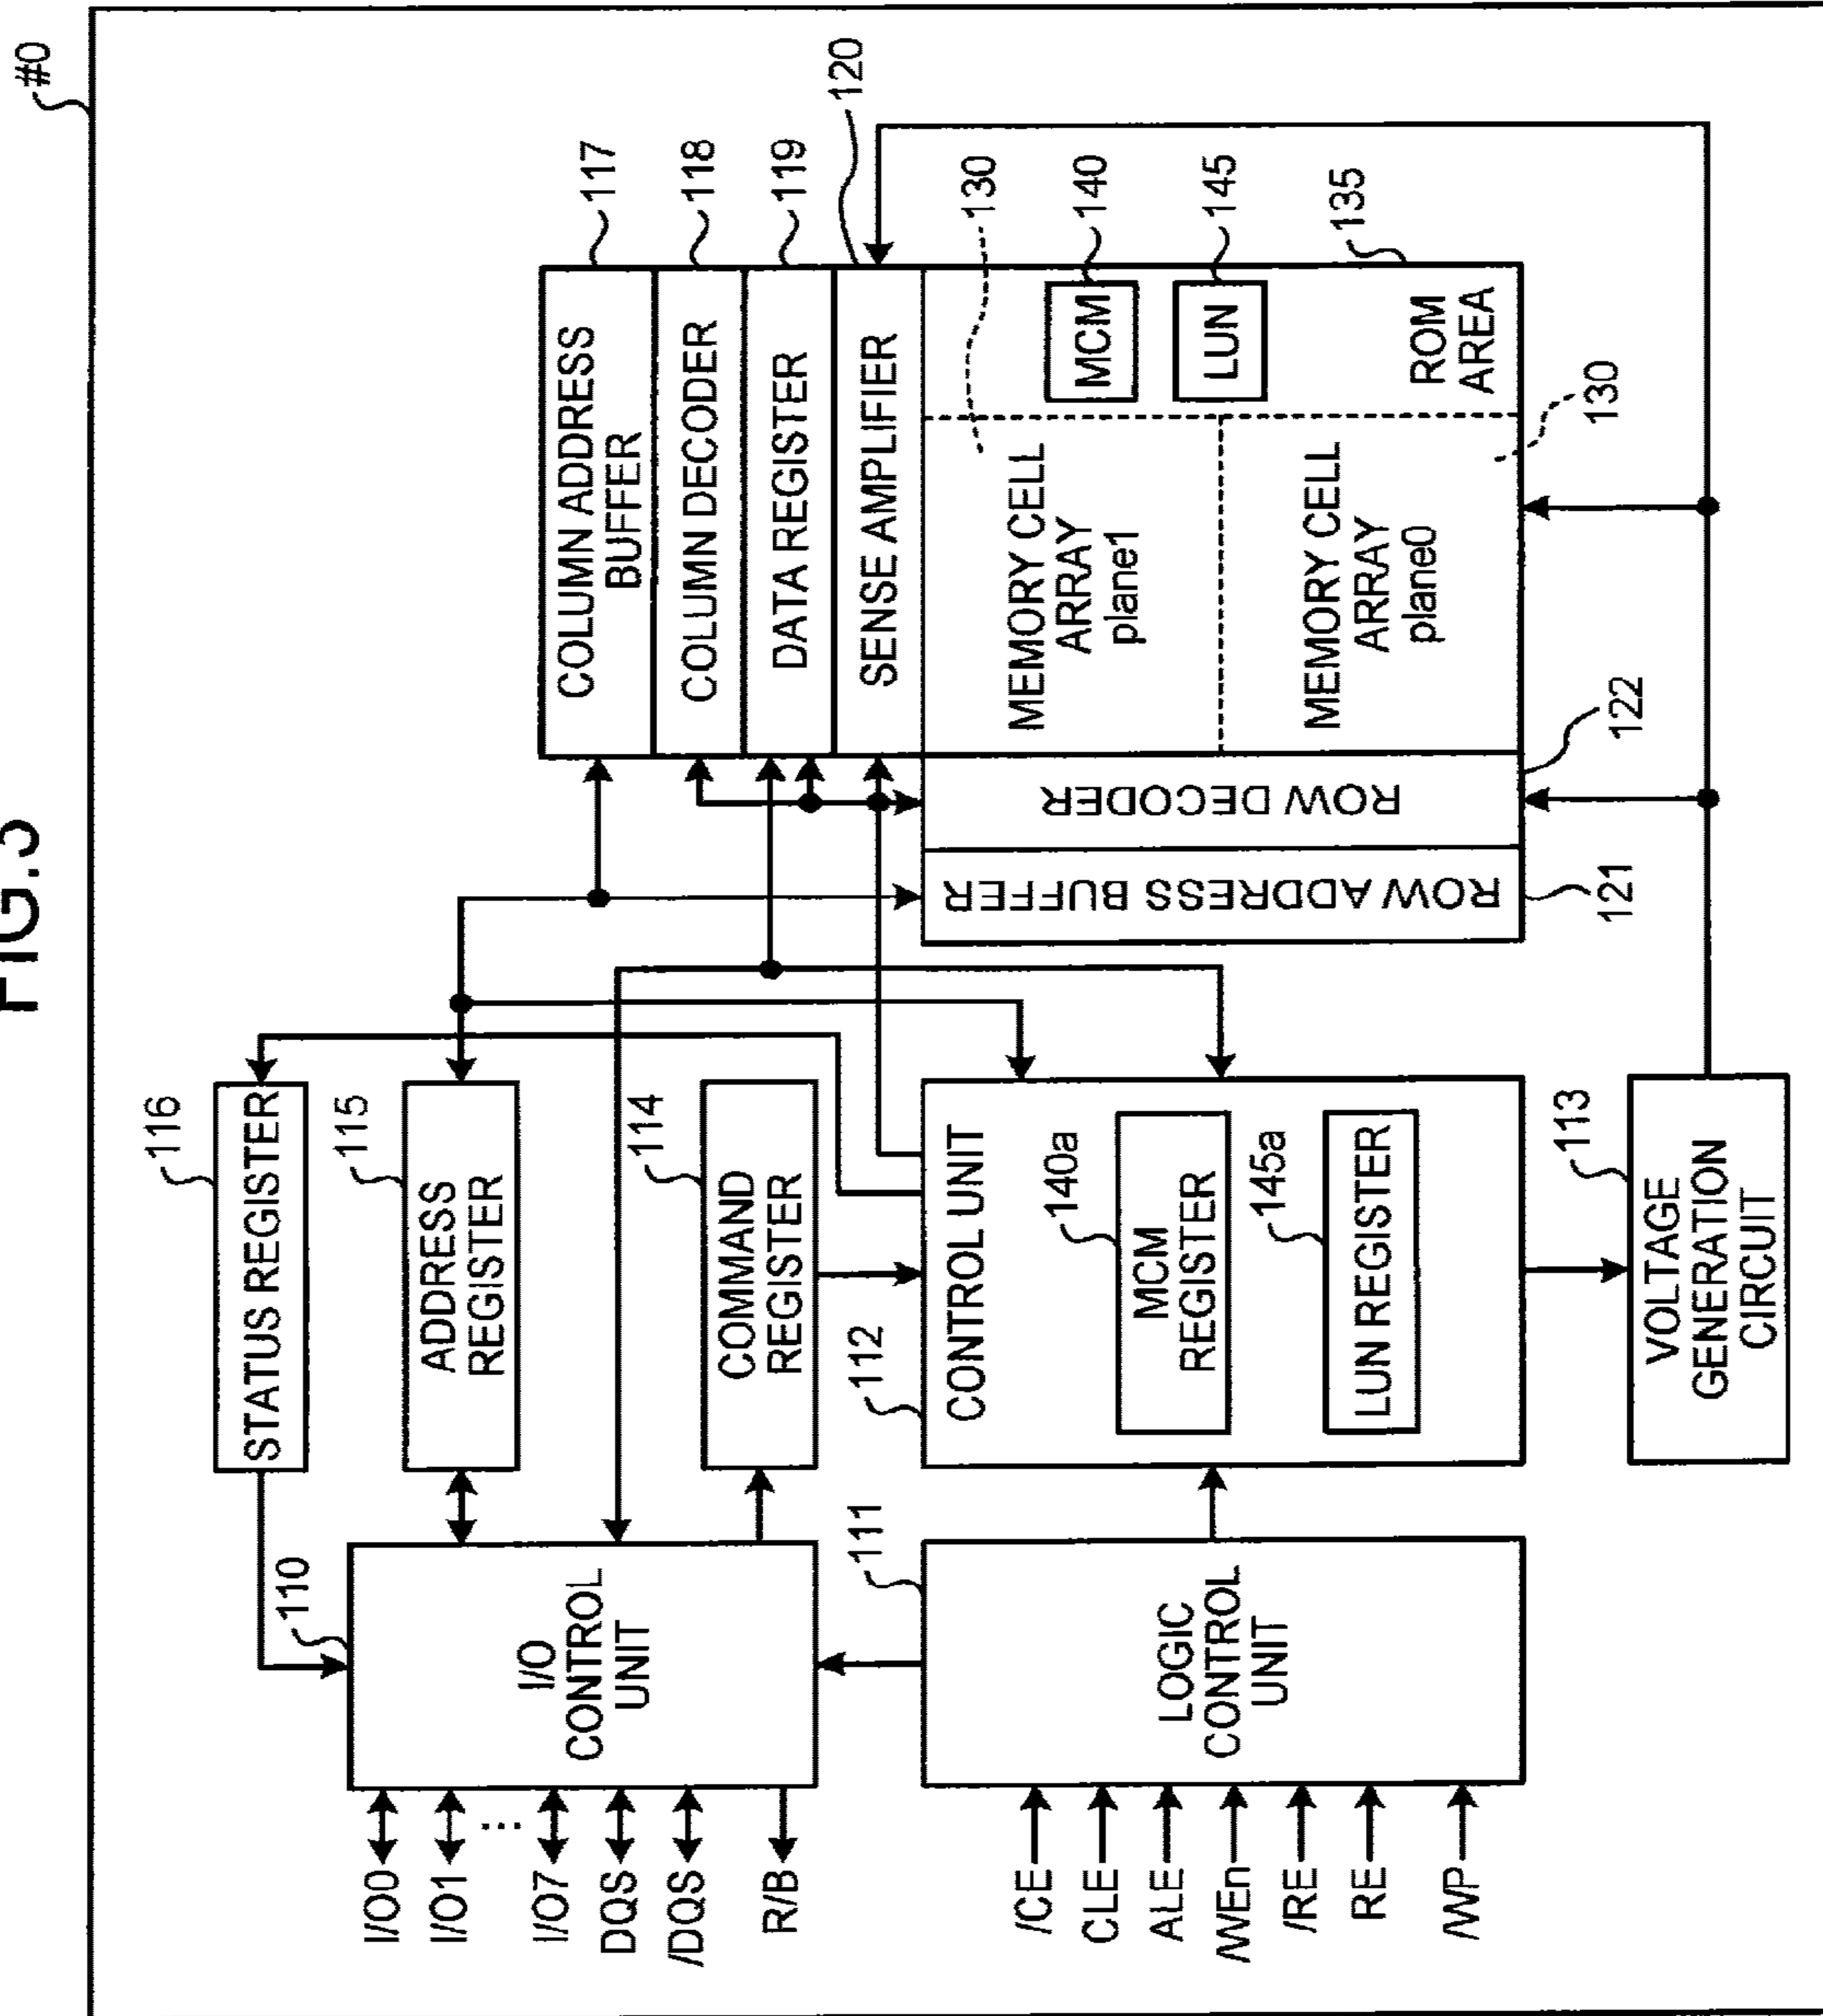 #0
116
STATUS REGISTER
110
I/O0
I/O1
...
I/O7
DQS
/DQS
R/B
I/O
CONTROL
UNIT
115
ADDRESS
REGISTER
114
COMMAND
REGISTER
111
/CE
CLE
ALE
/WEn
/RE
RE
/WP
LOGIC
CONTROL
UNIT
112
CONTROL UNIT
140a
MCM
REGISTER
145a
LUN REGISTER
113
VOLTAGE
GENERATION
CIRCUIT
COLUMN ADDRESS
BUFFER
117
COLUMN DECODER
118
DATA REGISTER
119
SENSE AMPLIFIER
120
ROW ADDRESS BUFFER
121
ROW DECODER
122
MEMORY CELL
ARRAY
plane1
130
MEMORY CELL
ARRAY
plane0
130
MCM
140
LUN
145
ROM
AREA
135